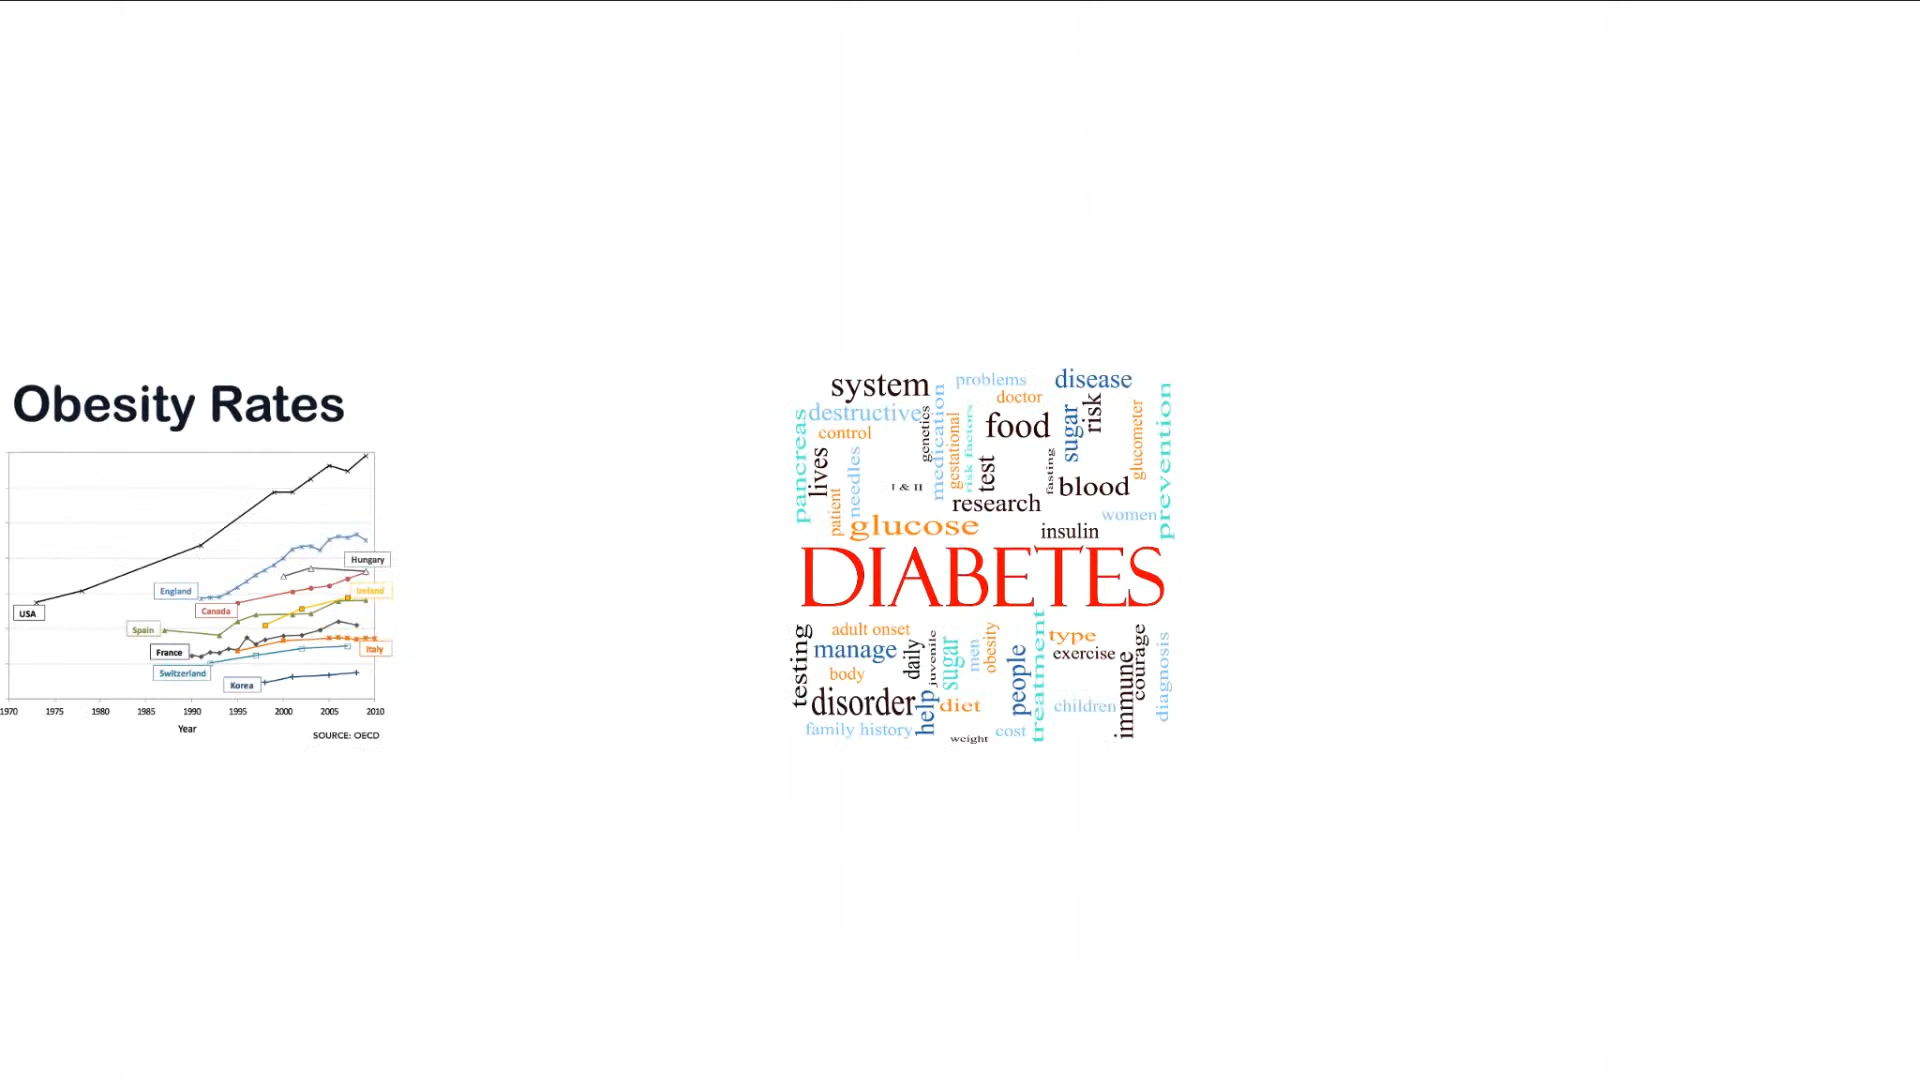 Obesity Rates
Hungary
England
Ireland
Canada
USA
Spain
France
Italy
Switzerland
Korea
1970 1975 1980 1985 1990 1995 2000 2005 2010
Year
SOURCE: OECD
system
problems
disease
doctor
destructive
pancreas
control
genetics
medication
gestational
risk factors
food
sugar
risk
glucometer
prevention
lives
needles
patient
I & II
test
fasting
blood
research
women
glucose
insulin
DIABETES
testing
adult onset
manage
daily
juvenile
sugar
men
obesity
people
treatment
type
exercise
courage
immune
diagnosis
body
disorder
help
diet
children
family history
weight
cost